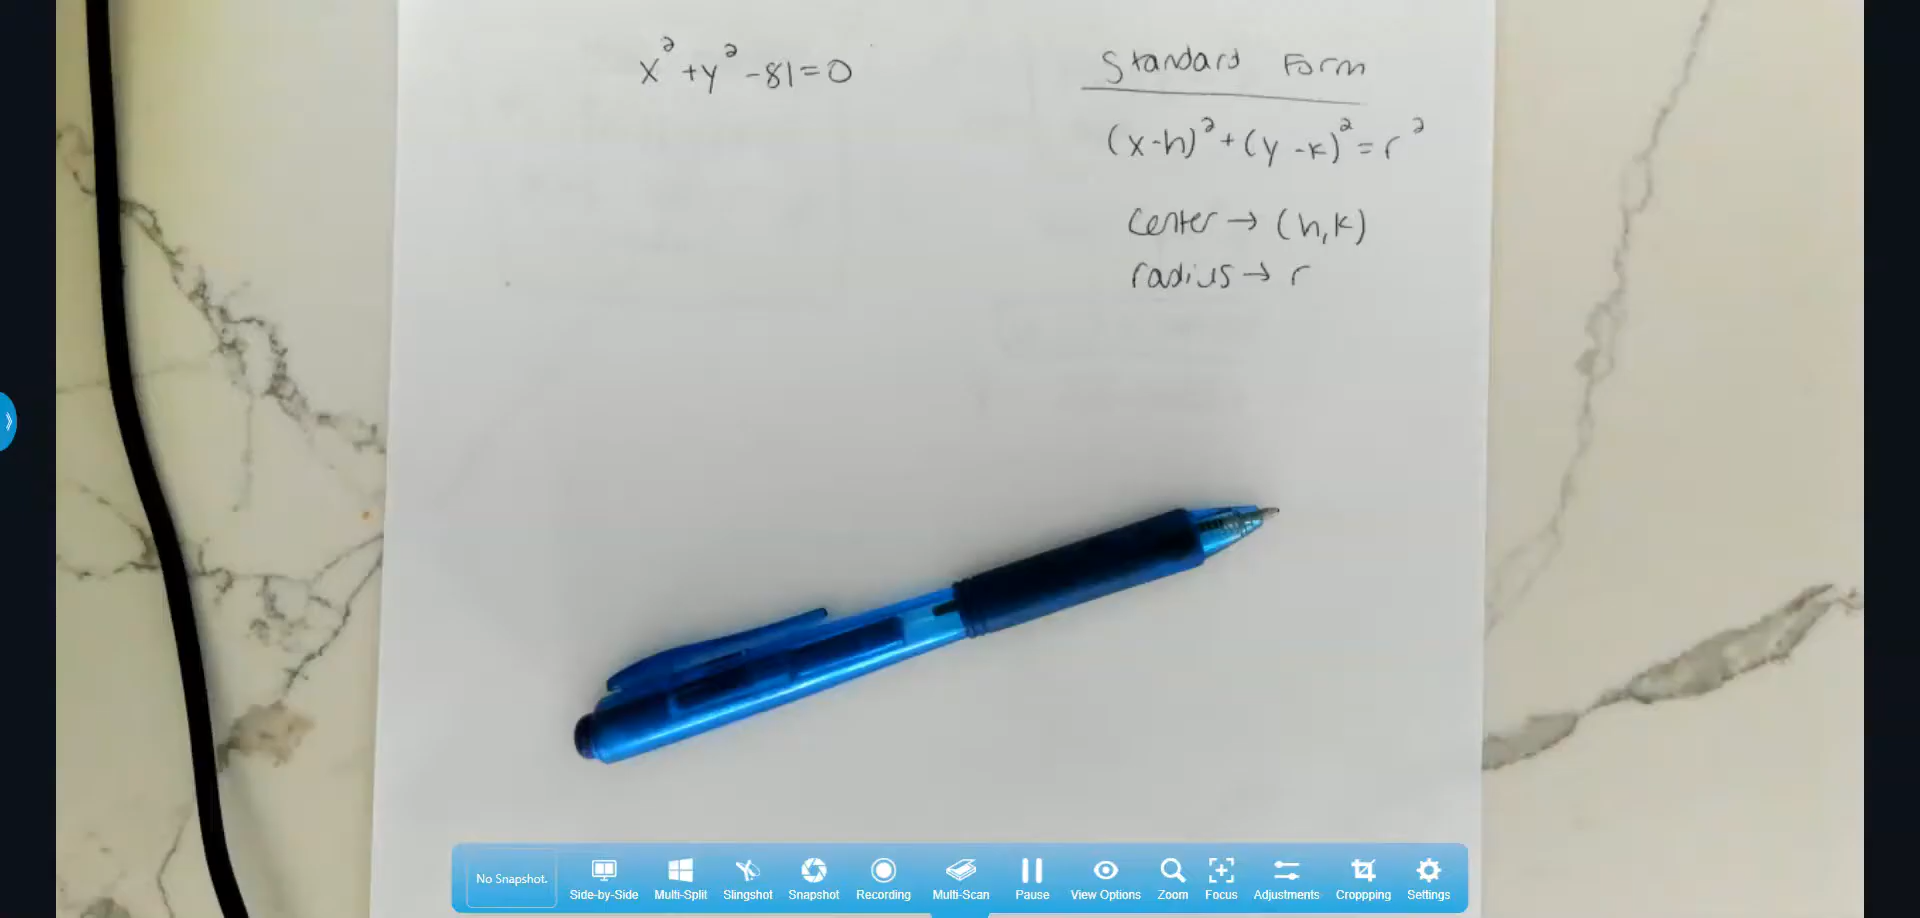 x² + y² - 81 = 0
Standard Form
(x-h)² + (y-k)² = r²
center → (h,k)
radius → r
No Snapshot.
Side-by-Side
Multi-Split
Slingshot
Snapshot
Recording
Multi-Scan
Pause
View Options
Zoom
Focus
Adjustments
Croppping
Settings